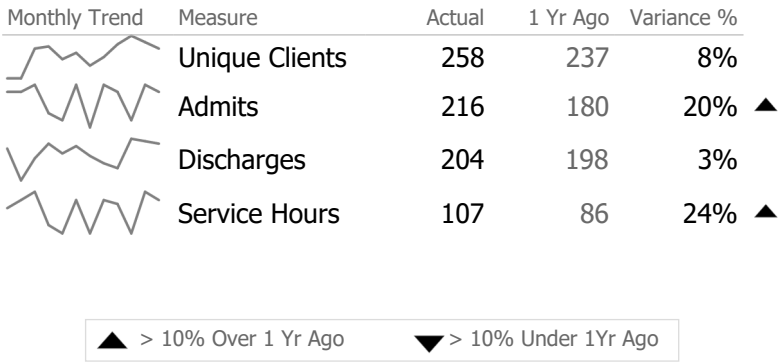 Monthly Trend Measure Actual 1 Yr Ago Variance %
Unique Clients 258 237 8%
Admits 216 180 20% ▲
Discharges 204 198 3%
Service Hours 107 86 24% ▲
▲ > 10% Over 1 Yr Ago ▼ > 10% Under 1Yr Ago